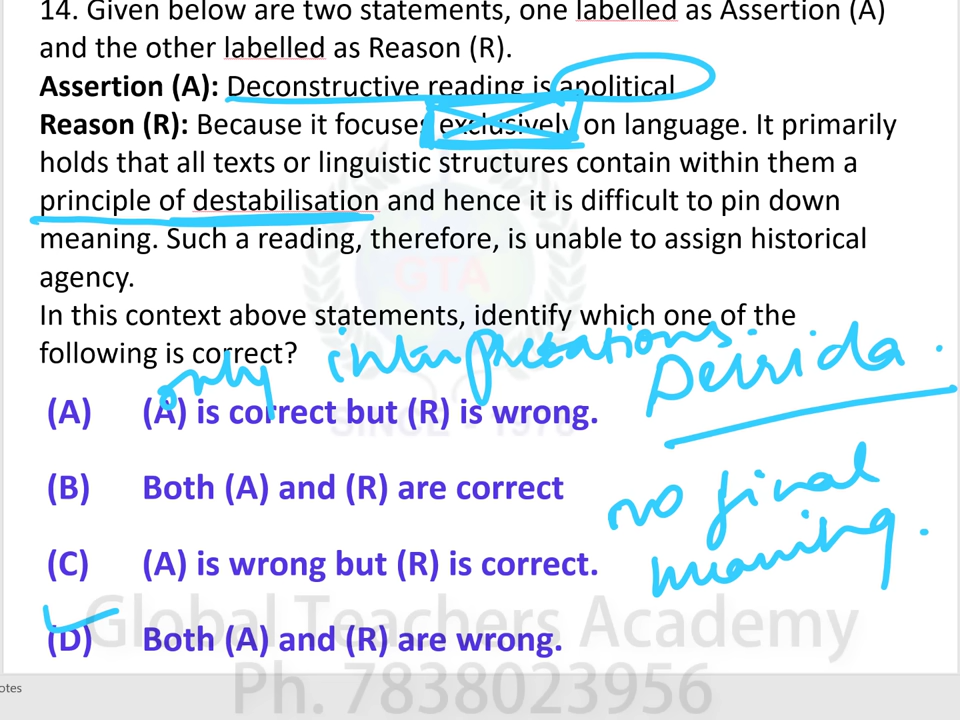 14. Given below are two statements, one labelled as Assertion (A)
and the other labelled as Reason (R).
Assertion (A): Deconstructive reading is apolitical
Reason (R): Because it focuses exclusively on language. It primarily
holds that all texts or linguistic structures contain within them a
principle of destabilisation and hence it is difficult to pin down
meaning. Such a reading, therefore, is unable to assign historical
agency.
In this context above statements, identify which one of the
following is correct?
only interpretations.
Derrida.
(A) (A) is correct but (R) is wrong.
(B) Both (A) and (R) are correct
no final
meaning.
(C) (A) is wrong but (R) is correct.
(D) Both (A) and (R) are wrong.
GTA
SINCE - 1978
Global Teachers Academy
Ph. 7838023956
otes